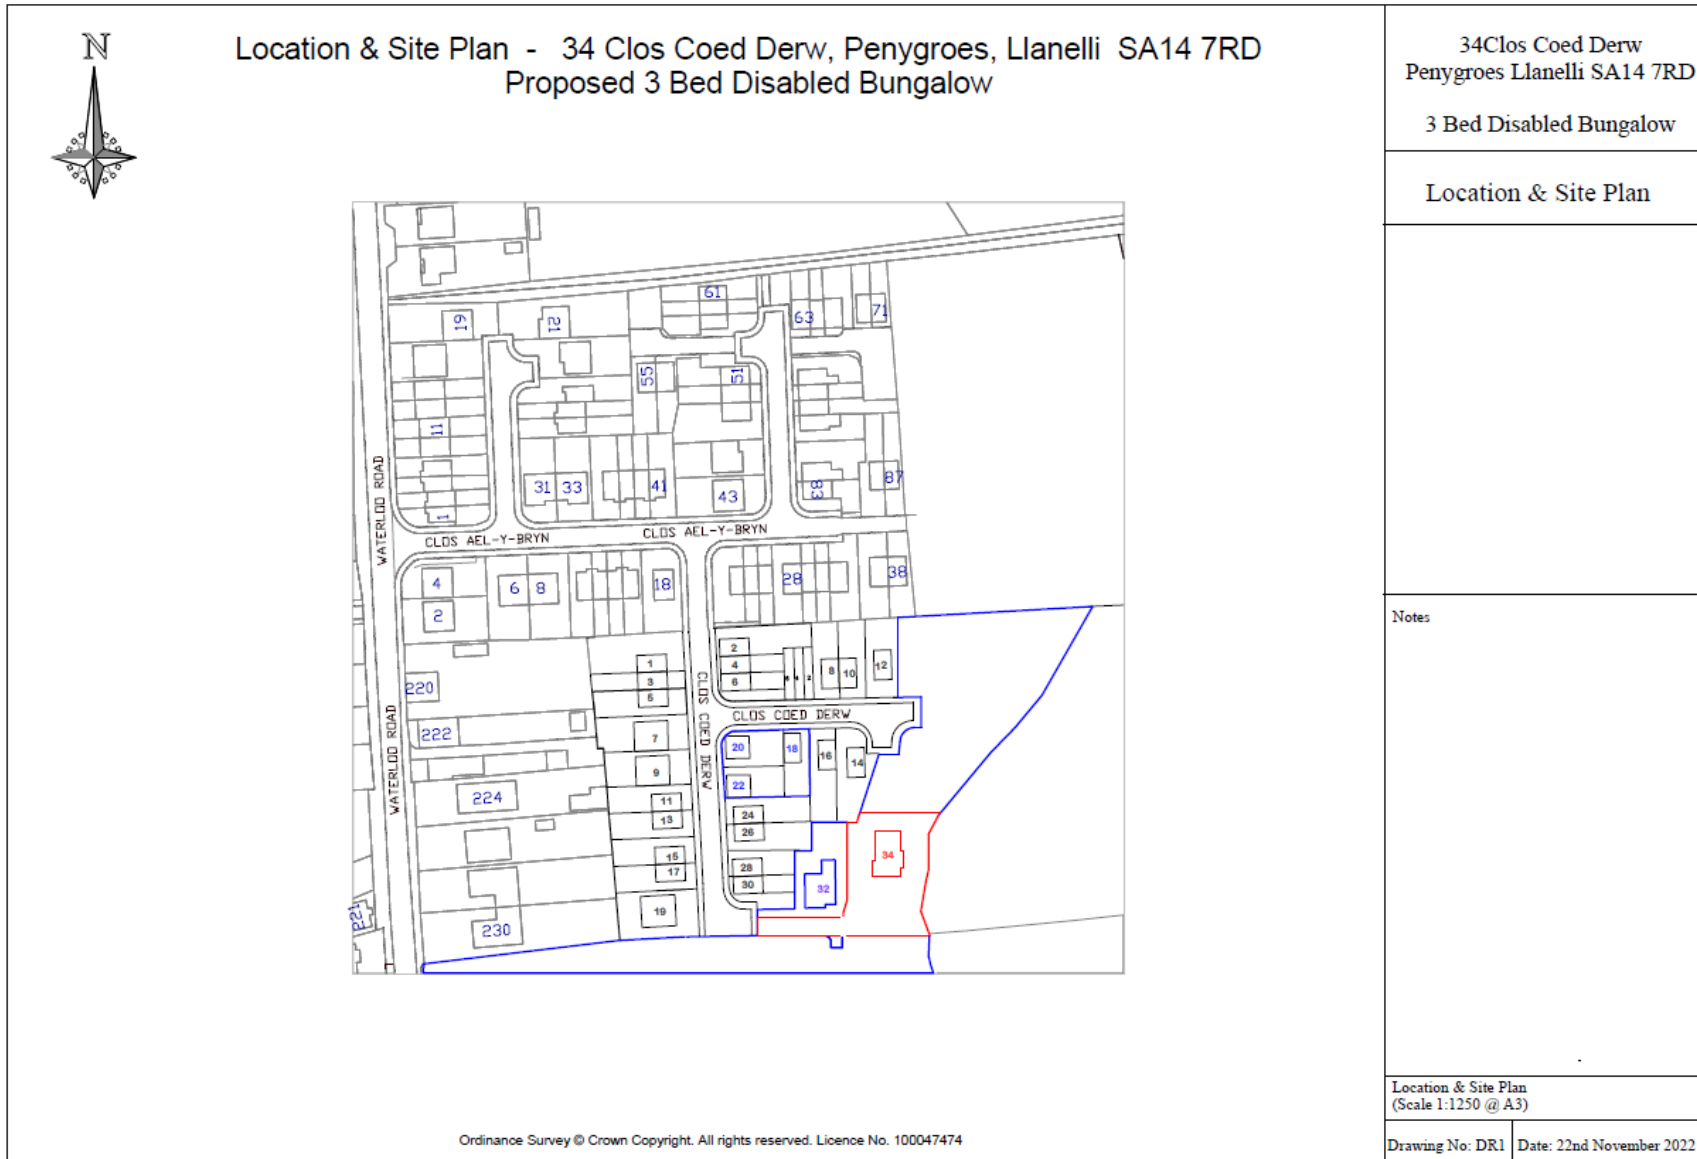 N
Location & Site Plan - 34 Clos Coed Derw, Penygroes, Llanelli SA14 7RD
Proposed 3 Bed Disabled Bungalow
34Clos Coed Derw
Penygroes Llanelli SA14 7RD
3 Bed Disabled Bungalow
Location & Site Plan
61
63
71
19
21
55
51
11
31
33
41
43
83
87
1
WATERLOO ROAD
CLOS AEL-Y-BRYN
CLOS AEL-Y-BRYN
4
6
8
18
28
38
2
Notes
1
3
5
2
4
6
8
10
12
220
222
224
230
221
WATERLOO ROAD
CLOS COED DERW
CLOS COED DERW
7
9
11
13
15
17
19
20
18
16
14
22
24
26
28
30
32
34
Location & Site Plan
(Scale 1:1250 @ A3)
Drawing No: DR1
Date: 22nd November 2022
Ordinance Survey © Crown Copyright. All rights reserved. Licence No. 100047474